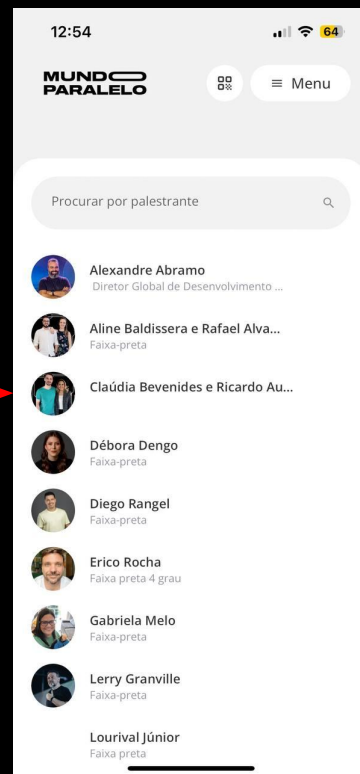 12:54
64
MUNDO
PARALELO
Menu
Procurar por palestrante
Alexandre Abramo
Diretor Global de Desenvolvimento ...
Aline Baldissera e Rafael Alva...
Faixa-preta
Claúdia Bevenides e Ricardo Au...
Débora Dengo
Faixa-preta
Diego Rangel
Faixa-preta
Erico Rocha
Faixa preta 4 grau
Gabriela Melo
Faixa-preta
Lerry Granville
Faixa-preta
Lourival Júnior
Faixa preta